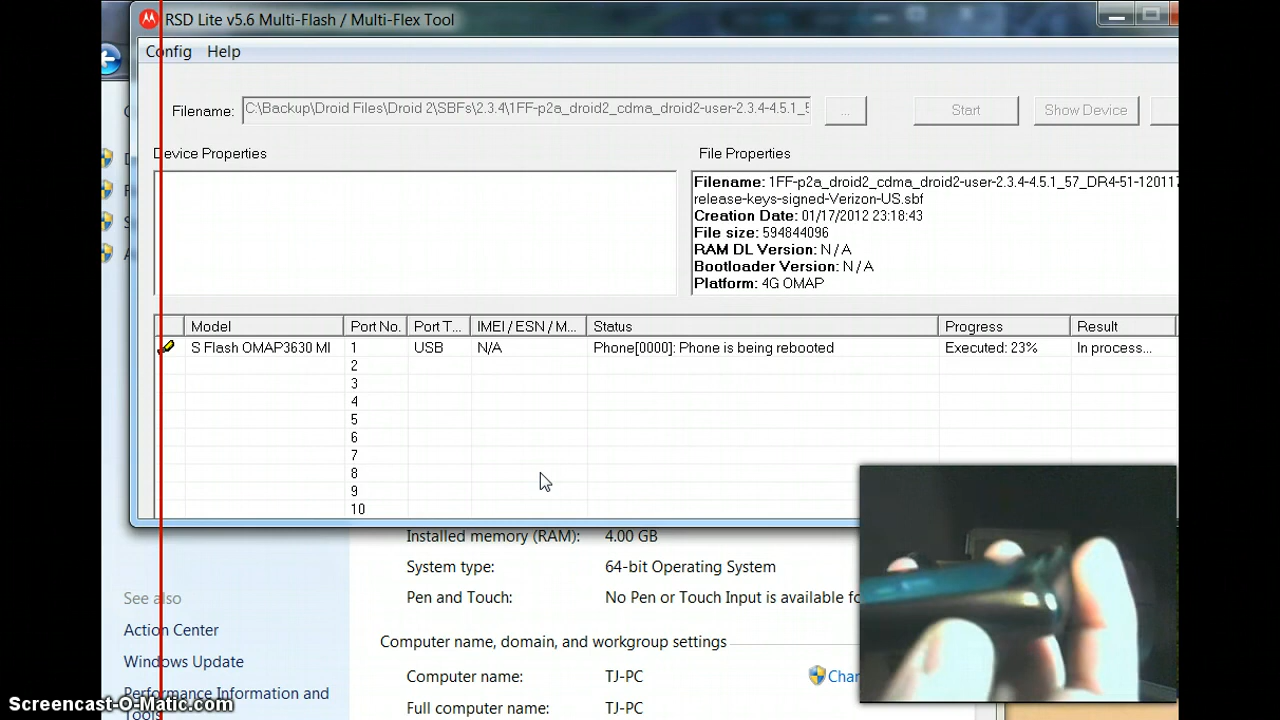 RSD Lite v5.6 Multi-Flash / Multi-Flex Tool
Config Help
Filename: C:\Backup\Droid Files\Droid 2\SBFs\2.3.4\1FF-p2a_droid2_cdma_droid2-user-2.3.4-4.5.1_5 ... Start Show Device
Device Properties File Properties
Filename: 1FF-p2a_droid2_cdma_droid2-user-2.3.4-4.5.1_57_DR4-51-120117
release-keys-signed-Verizon-US.sbf
Creation Date: 01/17/2012 23:18:43
File size: 594844096
RAM DL Version: N/A
Bootloader Version: N/A
Platform: 4G OMAP
Model Port No. Port T... IMEI / ESN / M... Status Progress Result
S Flash OMAP3630 MI 1 USB N/A Phone[0000]: Phone is being rebooted Executed: 23% In process...
2
3
4
5
6
7
8
9
10
Installed memory (RAM): 4.00 GB
System type: 64-bit Operating System
Pen and Touch: No Pen or Touch Input is available fo
See also
Action Center
Windows Update
Performance Information and
Tools
Computer name, domain, and workgroup settings
Computer name: TJ-PC Chan
Full computer name: TJ-PC
Screencast-O-Matic.com